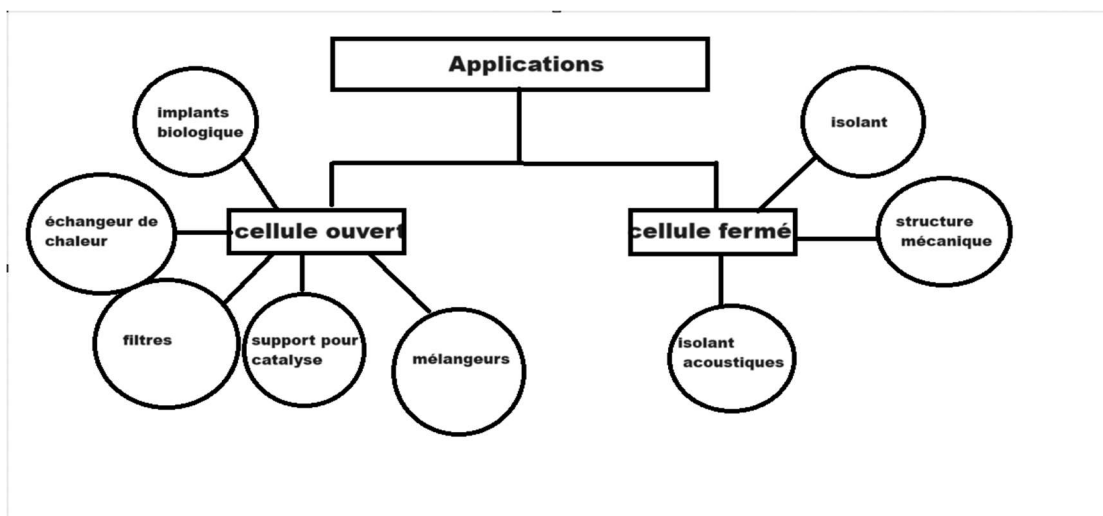 Applications
implants
biologique
isolant
échangeur de
chaleur
cellule ouvert
cellule fermé
structure
mécanique
filtres
support pour
catalyse
mélangeurs
isolant
acoustiques